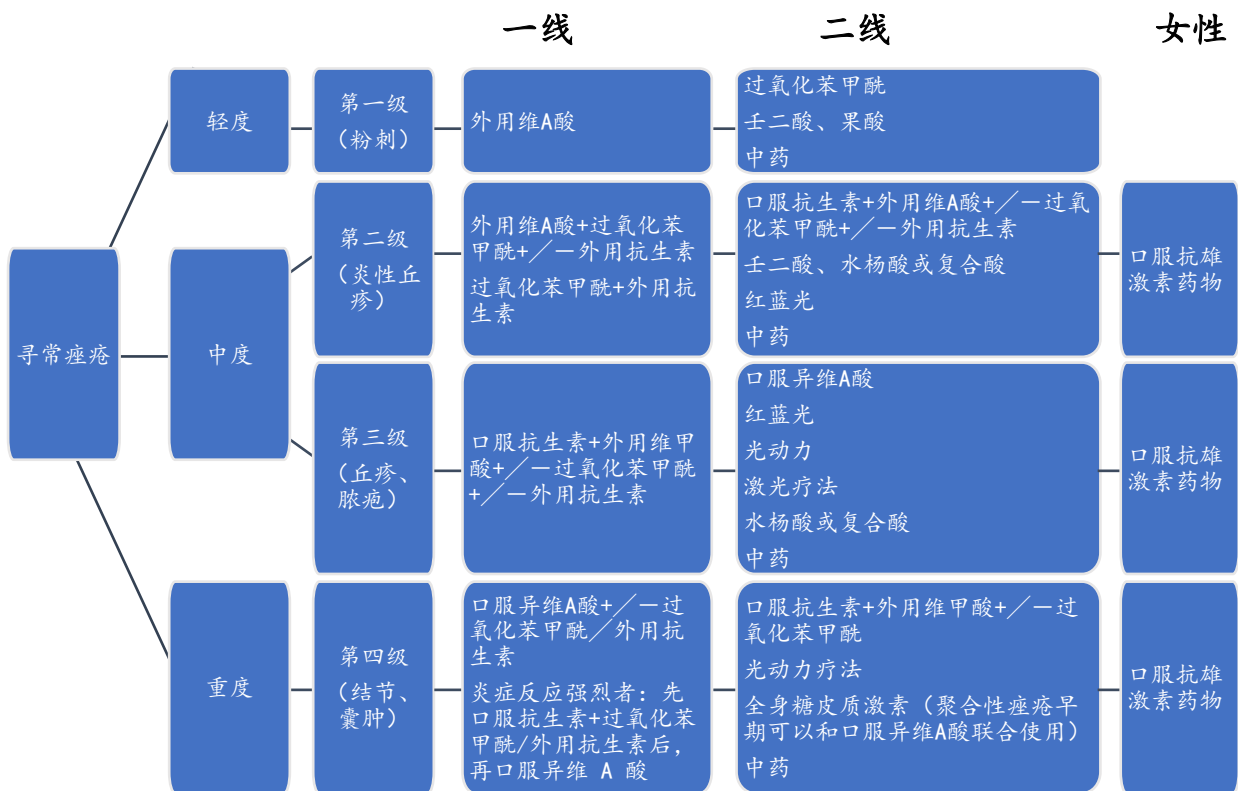 一线
二线
女性
寻常痤疮
轻度
第一级
（粉刺）
外用维A酸
过氧化苯甲酰
壬二酸、果酸
中药
中度
第二级
（炎性丘
疹）
外用维A酸+过氧化苯
甲酰+／－外用抗生素
过氧化苯甲酰+外用抗
生素
口服抗生素+外用维A酸+／－过氧
化苯甲酰+／－外用抗生素
壬二酸、水杨酸或复合酸
红蓝光
中药
口服抗雄
激素药物
第三级
（丘疹、
脓疱）
口服抗生素+外用维甲
酸+／－过氧化苯甲酰
+／－外用抗生素
口服异维A酸
红蓝光
光动力
激光疗法
水杨酸或复合酸
中药
口服抗雄
激素药物
重度
第四级
（结节、
囊肿）
口服异维A酸+／－过
氧化苯甲酰／外用抗
生素
炎症反应强烈者：先
口服抗生素+过氧化苯
甲酰/外用抗生素后，
再口服异维 A 酸
口服抗生素+外用维甲酸+／－过
氧化苯甲酰
光动力疗法
全身糖皮质激素（聚合性痤疮早
期可以和口服异维A酸联合使用）
中药
口服抗雄
激素药物